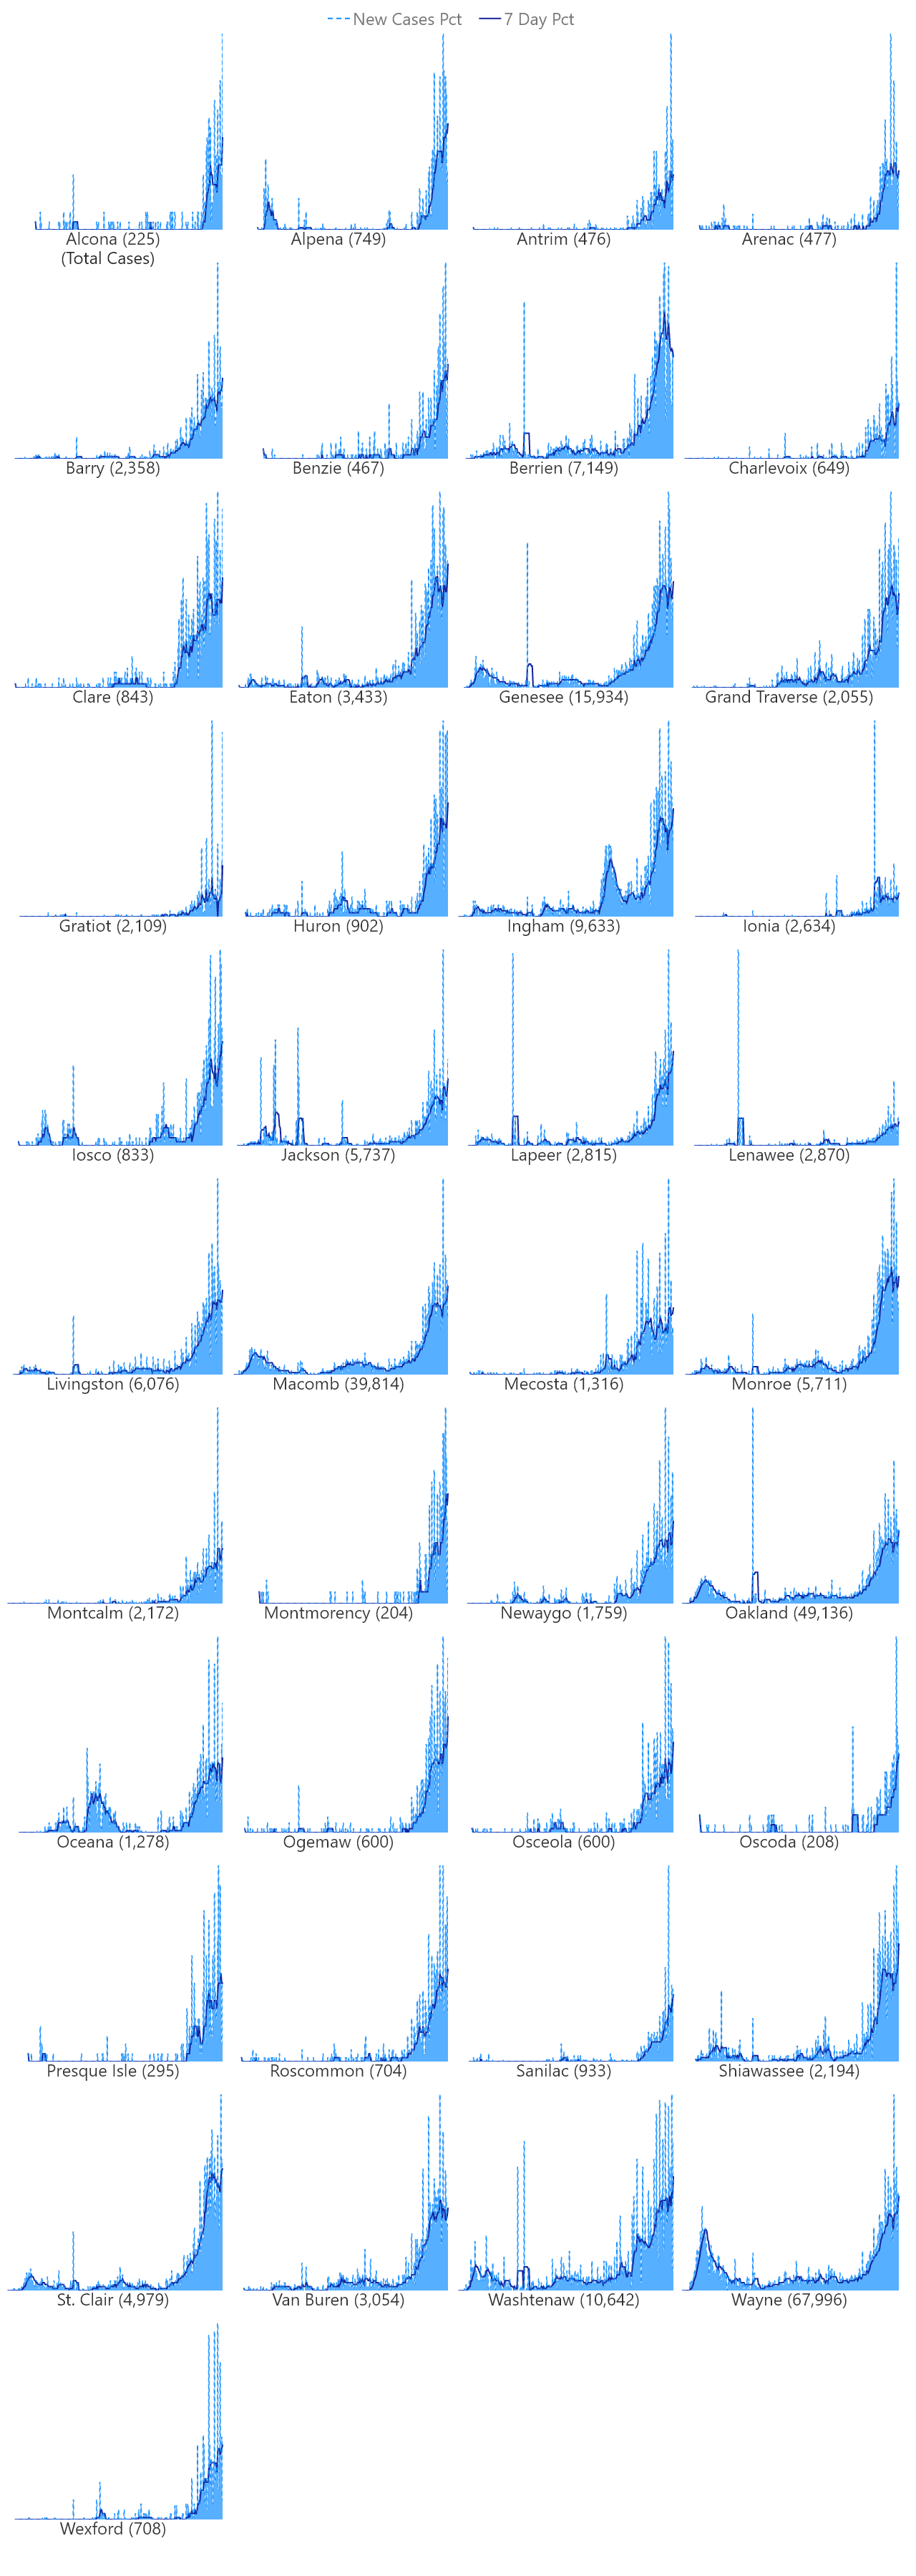 New Cases Pct 7 Day Pct
Alcona (225)
(Total Cases)
Alpena (749)
Antrim (476)
Arenac (477)
Barry (2,358)
Benzie (467)
Berrien (7,149)
Charlevoix (649)
Clare (843)
Eaton (3,433)
Genesee (15,934)
Grand Traverse (2,055)
Gratiot (2,109)
Huron (902)
Ingham (9,633)
Ionia (2,634)
Iosco (833)
Jackson (5,737)
Lapeer (2,815)
Lenawee (2,870)
Livingston (6,076)
Macomb (39,814)
Mecosta (1,316)
Monroe (5,711)
Montcalm (2,172)
Montmorency (204)
Newaygo (1,759)
Oakland (49,136)
Oceana (1,278)
Ogemaw (600)
Osceola (600)
Oscoda (208)
Presque Isle (295)
Roscommon (704)
Sanilac (933)
Shiawassee (2,194)
St. Clair (4,979)
Van Buren (3,054)
Washtenaw (10,642)
Wayne (67,996)
Wexford (708)